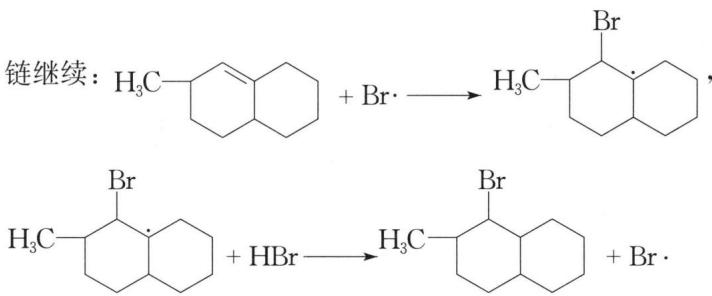 Br
链继续：H₃C + Br· → H₃C ,
Br Br
H₃C + HBr → H₃C + Br·